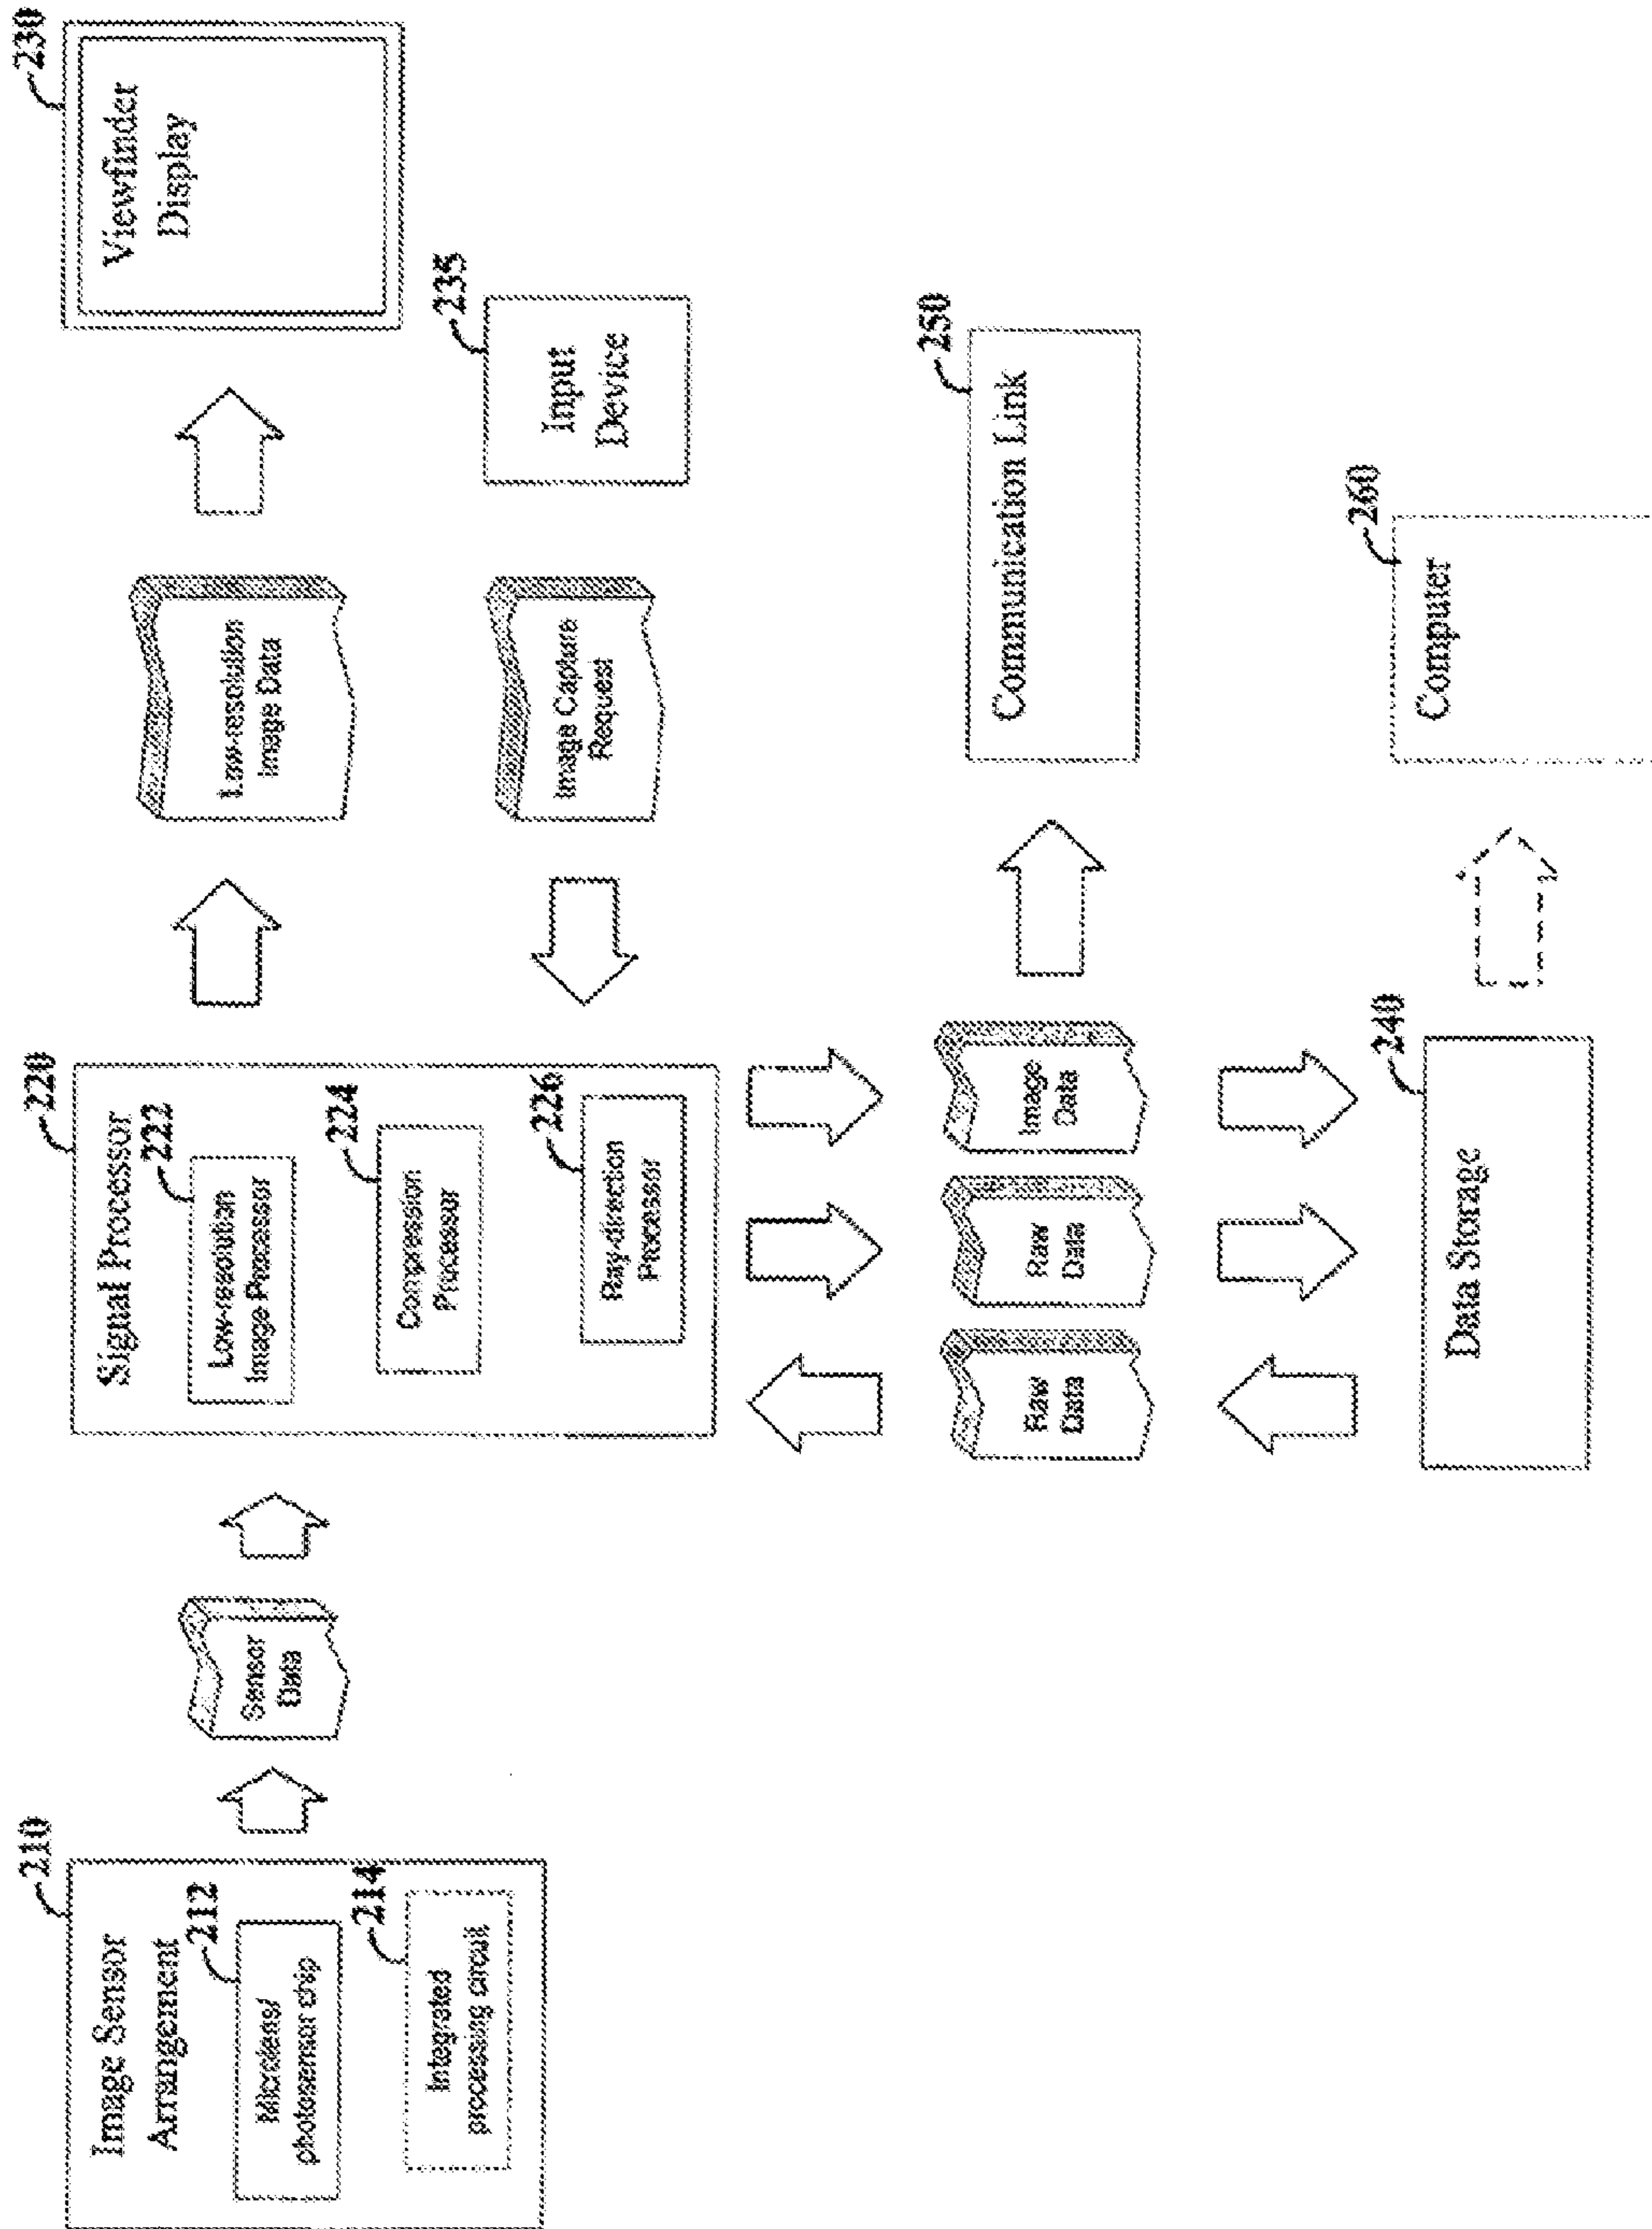 210
Image Sensor
Arrangement
212
Microlens/
photosensor chip
214
Integrated
processing circuit
Sensor
Data
220
Signal Processor
222
Low-resolution
Image Processor
224
Compression
Processor
226
Ray-direction
Processor
Low-resolution
Image Data
230
Viewfinder
Display
Image Capture
Request
235
Input
Device
Raw
Data
Raw
Data
Image
Data
250
Communication Link
240
Data Storage
260
Computer